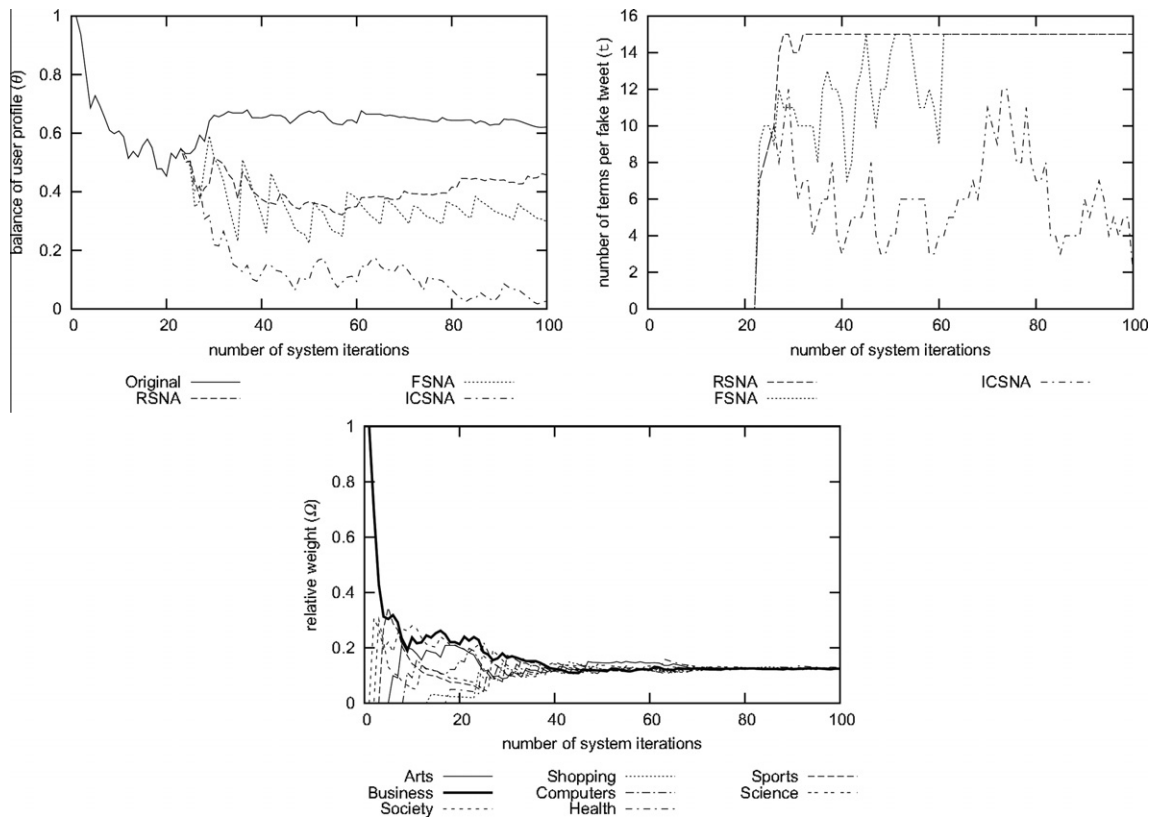 1
0.8
0.6
0.4
0.2
0
balance of user profile (θ)
0 20 40 60 80 100
number of system iterations
Original FSNA
RSNA ICSNA
16
14
12
10
8
6
4
2
0
number of terms per fake tweet (t)
0 20 40 60 80 100
number of system iterations
RSNA ICSNA
FSNA
1
0.8
0.6
0.4
0.2
0
relative weight (Ω)
0 20 40 60 80 100
number of system iterations
Arts Shopping Sports
Business Computers Science
Society Health